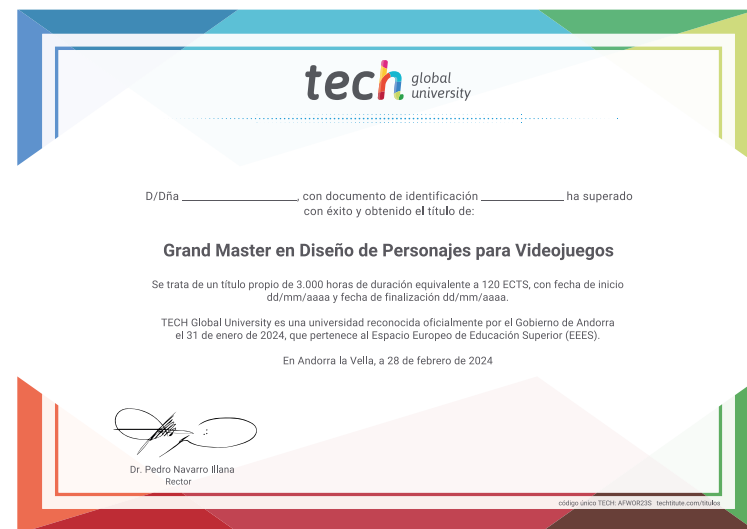 tech global university
D/Dña ____________________, con documento de identificación ______________ ha superado
con éxito y obtenido el título de:
Grand Master en Diseño de Personajes para Videojuegos
Se trata de un título propio de 3.000 horas de duración equivalente a 120 ECTS, con fecha de inicio
dd/mm/aaaa y fecha de finalización dd/mm/aaaa.
TECH Global University es una universidad reconocida oficialmente por el Gobierno de Andorra
el 31 de enero de 2024, que pertenece al Espacio Europeo de Educación Superior (EEES).
En Andorra la Vella, a 28 de febrero de 2024
Dr. Pedro Navarro Illana
Rector
código único TECH: AFWOR23S techtitute.com/titulos